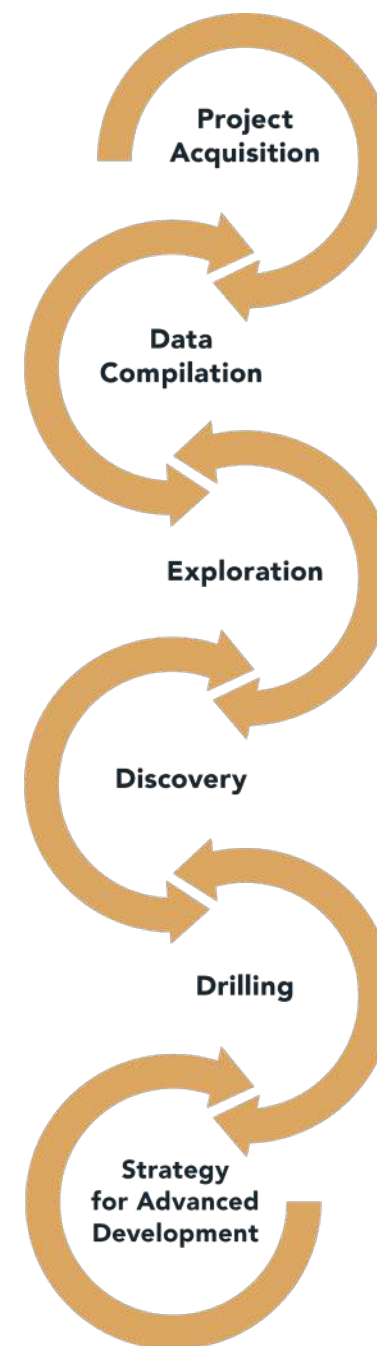 Project
Acquisition
Data
Compilation
Exploration
Discovery
Drilling
Strategy
for Advanced
Development